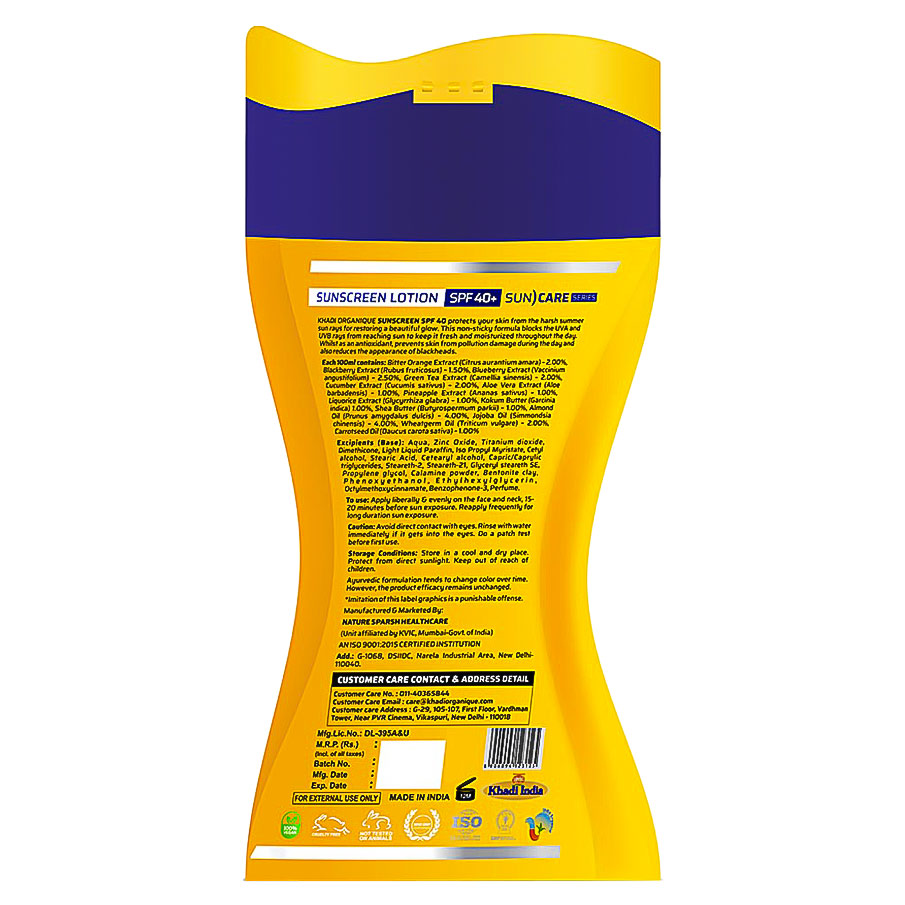 SUNSCREEN LOTION SPF 40+ SUN) CARE SERIES
KHADI ORGANIQUE SUNSCREEN SPF 40 protects your skin from the harsh summer
sun rays for restoring a beautiful glow. This non-sticky formula blocks the UVA and
UVB rays from reaching sun to keep it fresh and moisturized throughout the day.
Whilst as an antioxidant, prevents skin from pollution damage during the day and
also reduces the appearance of blackheads.
Each 100ml contains: Bitter Orange Extract (Citrus aurantium amara) - 2.00%,
Blackberry Extract (Rubus fruticosus) - 1.50%, Blueberry Extract (Vaccinium
angustifolium) - 2.50%, Green Tea Extract (Camellia sinensis) - 2.00%,
Cucumber Extract (Cucumis sativus) - 2.00%, Aloe Vera Extract (Aloe
barbadensis) - 1.00%, Pineapple Extract (Ananas sativus) - 1.00%,
Liquorice Extract (Glycyrrhiza glabra) - 1.00%, Kokum Butter (Garcinia
indica) 1.00%, Shea Butter (Butyrospermum parkii) - 1.00%, Almond
Oil (Prunus amygdalus dulcis) - 4.00%, Jojoba Oil (Simmondsia
chinensis) - 4.00%, Wheatgerm Oil (Triticum vulgare) - 2.00%,
Carrotseed Oil (Daucus carota sativa) - 1.00%
Excipients (Base): Aqua, Zinc Oxide, Titanium dioxide,
Dimethicone, Light Liquid Paraffin, Iso Propyl Myristate, Cetyl
alcohol, Stearic Acid, Cetearyl alcohol, Capric/Caprylic
triglycerides, Steareth-2, Steareth-21, Glyceryl steareth SE,
Propylene glycol, Calamine powder, Bentonite clay,
Phenoxyethanol, Ethylhexylglycerin,
Octylmethoxycinnamate, Benzophenone-3, Perfume.
To use: Apply liberally & evenly on the face and neck, 15-
20 minutes before sun exposure. Reapply frequently for
long duration sun exposure.
Caution: Avoid direct contact with eyes. Rinse with water
immediately if it gets into the eyes. Do a patch test
before first use.
Storage Conditions: Store in a cool and dry place.
Protect from direct sunlight. Keep out of reach of
children.
Ayurvedic formulation tends to change color over time.
However, the product efficacy remains unchanged.
*Imitation of this label graphics is a punishable offense.
Manufactured & Marketed By:
NATURE SPARSH HEALTHCARE
(Unit affiliated by KVIC, Mumbai-Govt. of India)
AN ISO 9001:2015 CERTIFIED INSTITUTION
Add.: G-1068, DSIIDC, Narela Industrial Area, New Delhi-
110040.
CUSTOMER CARE CONTACT & ADDRESS DETAIL
Customer Care No. : 011-40365844
Customer Care Email : care@khadiorganique.com
Customer care Address : G-29, 105-107, First Floor, Vardhman
Tower, Near PVR Cinema, Vikaspuri, New Delhi - 110018
Mfg.Lic.No.: DL-395A&U
M.R.P. (Rs.) :
(Incl. of all taxes)
Batch No. :
Mfg. Date :
Exp. Date :
FOR EXTERNAL USE ONLY MADE IN INDIA 12M Khadi India
100% VEGAN CRUELTY FREE NOT TESTED ON ANIMALS ISO